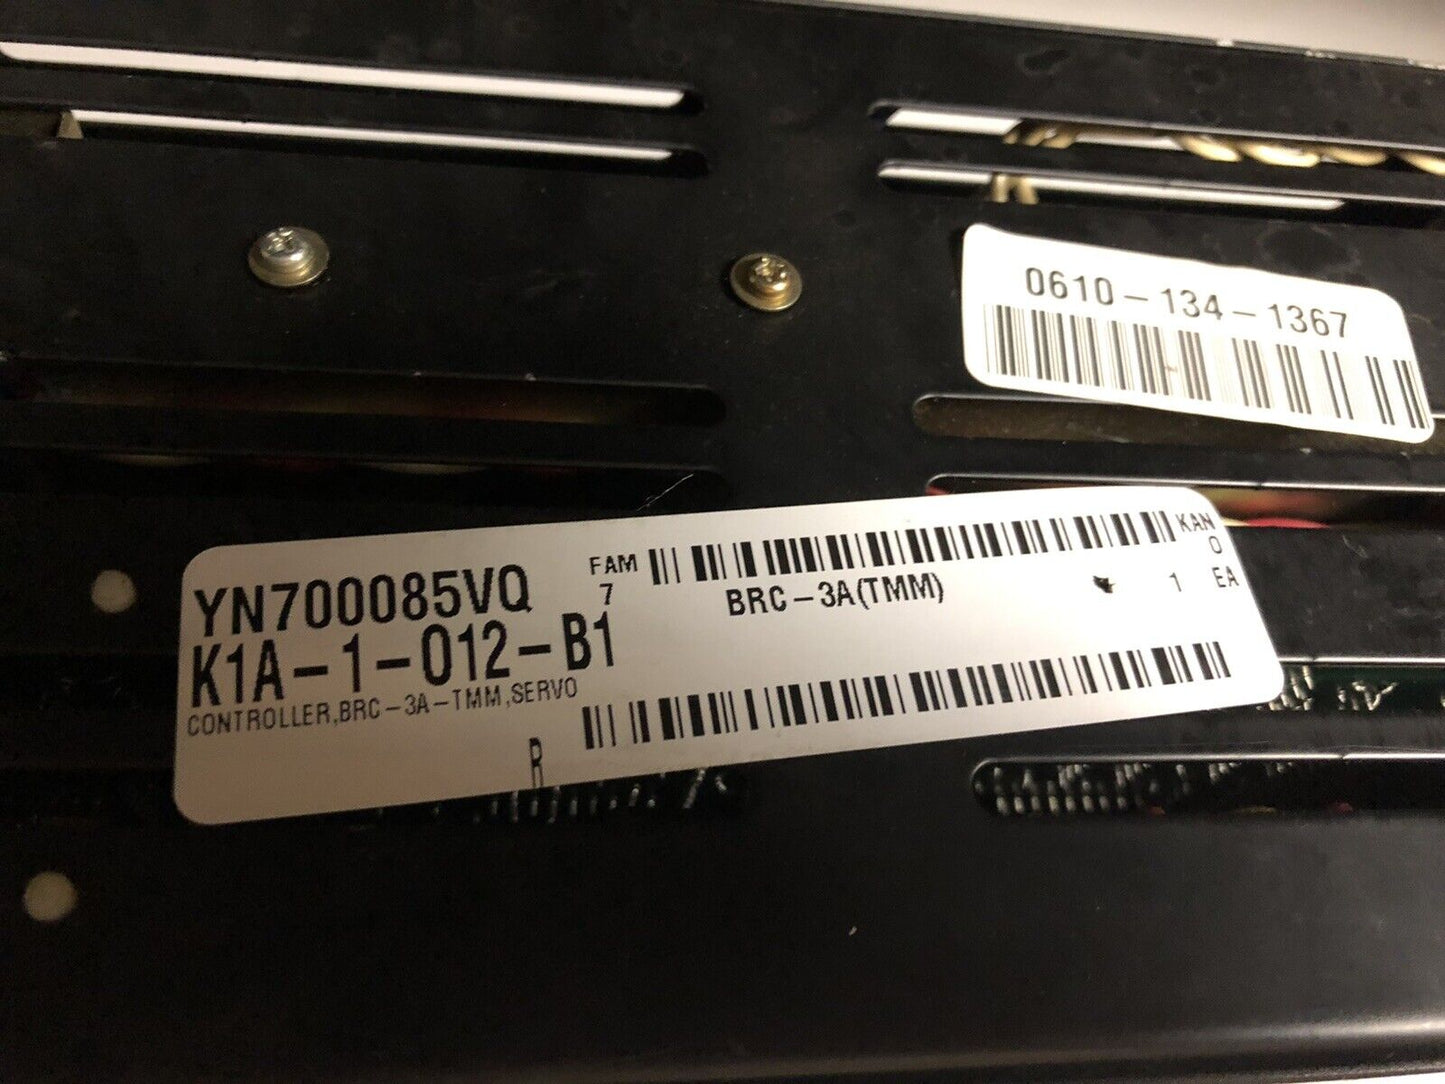 0610-134-1367
YN700085VQ
FAM
7
KAN
0
BRC-3A(TMM)
1 EA
K1A-1-012-B1
CONTROLLER,BRC-3A-TMM,SERVO
R